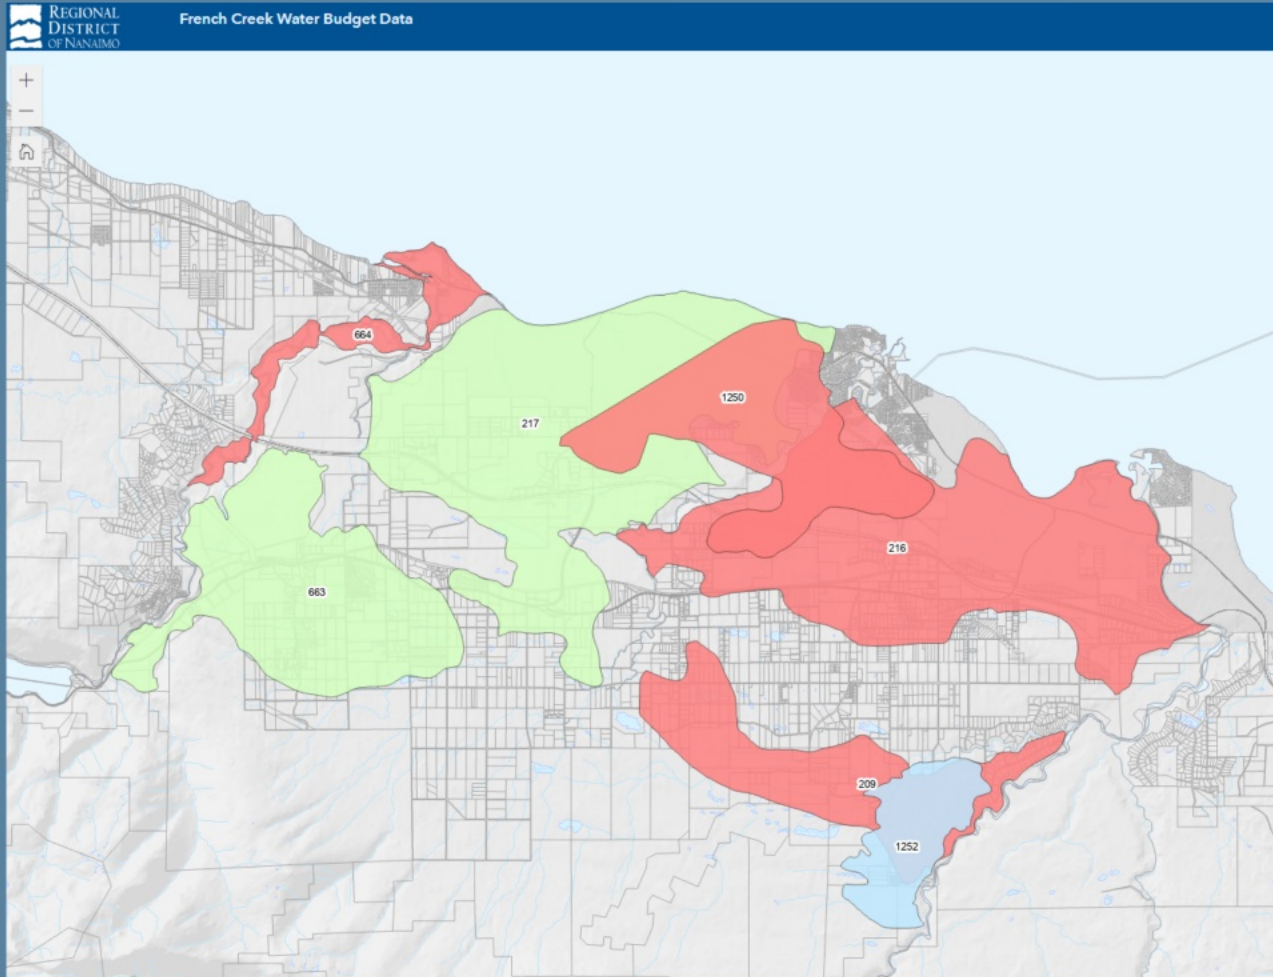 REGIONAL
DISTRICT
OF NANAIMO
French Creek Water Budget Data
+
−
664
1250
217
216
663
209
1252